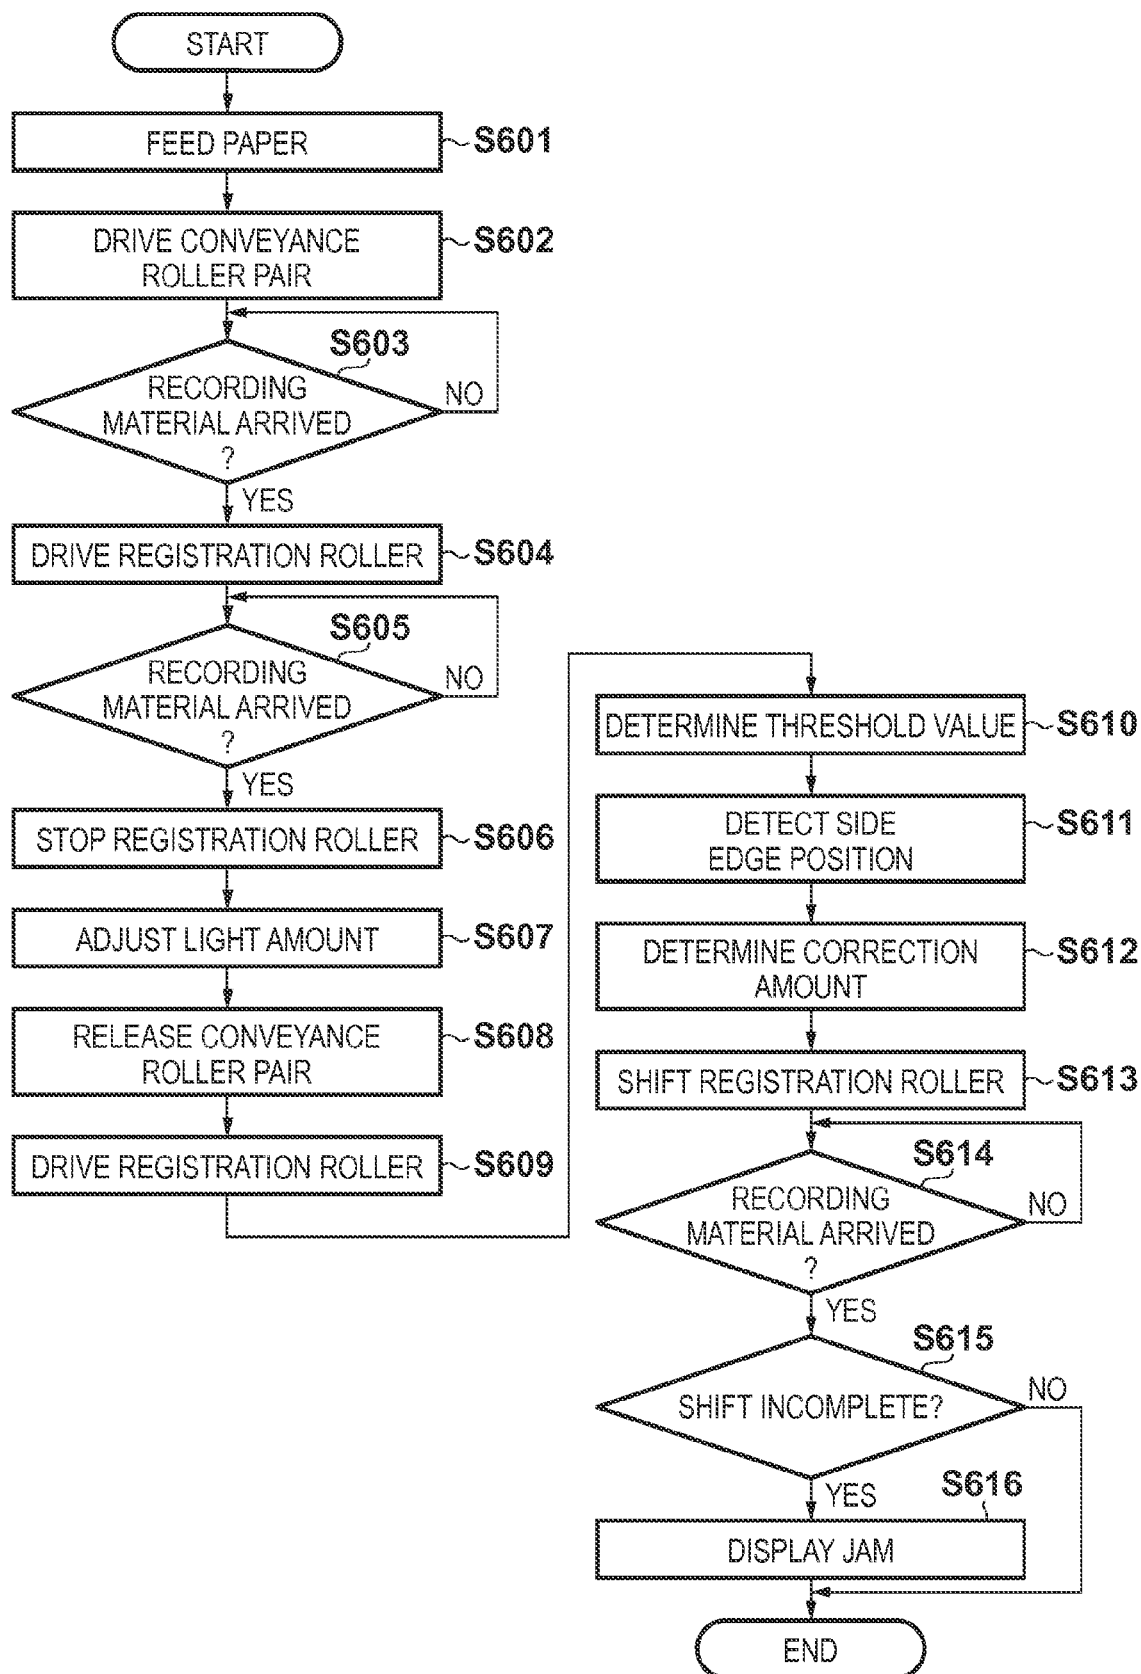 START
FEED PAPER
S601
DRIVE CONVEYANCE
ROLLER PAIR
S602
S603
RECORDING
MATERIAL ARRIVED
?
NO
YES
DRIVE REGISTRATION ROLLER
S604
S605
RECORDING
MATERIAL ARRIVED
?
NO
YES
STOP REGISTRATION ROLLER
S606
ADJUST LIGHT AMOUNT
S607
RELEASE CONVEYANCE
ROLLER PAIR
S608
DRIVE REGISTRATION ROLLER
S609
DETERMINE THRESHOLD VALUE
S610
DETECT SIDE
EDGE POSITION
S611
DETERMINE CORRECTION
AMOUNT
S612
SHIFT REGISTRATION ROLLER
S613
S614
RECORDING
MATERIAL ARRIVED
?
NO
YES
S615
SHIFT INCOMPLETE?
NO
YES
S616
DISPLAY JAM
END